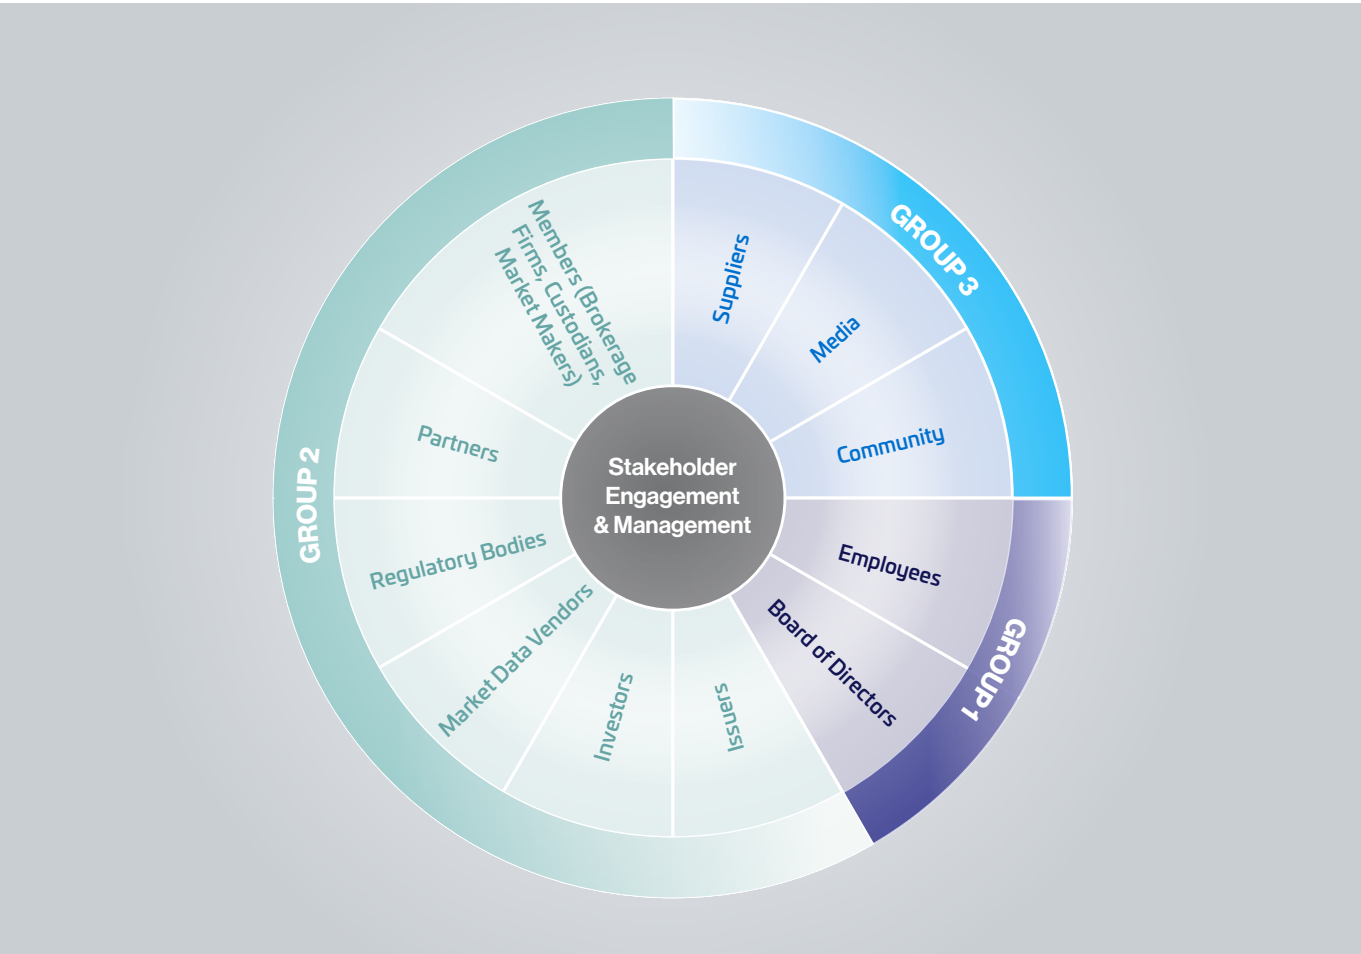 Stakeholder
Engagement
& Management
GROUP 3
Suppliers
Media
Community
GROUP 1
Employees
Board of Directors
GROUP 2
Issuers
Investors
Market Data Vendors
Regulatory Bodies
Partners
Members (Brokerage
Firms, Custodians,
Market Makers)